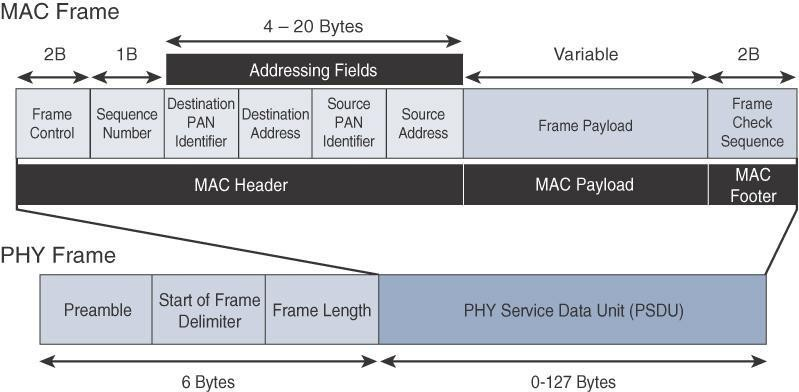 MAC Frame
4 – 20 Bytes
2B
1B
Variable
2B
Addressing Fields
Frame
Control
Sequence
Number
Destination
PAN
Identifier
Destination
Address
Source
PAN
Identifier
Source
Address
Frame Payload
Frame
Check
Sequence
MAC Header
MAC Payload
MAC
Footer
PHY Frame
Preamble
Start of Frame
Delimiter
Frame Length
PHY Service Data Unit (PSDU)
6 Bytes
0-127 Bytes